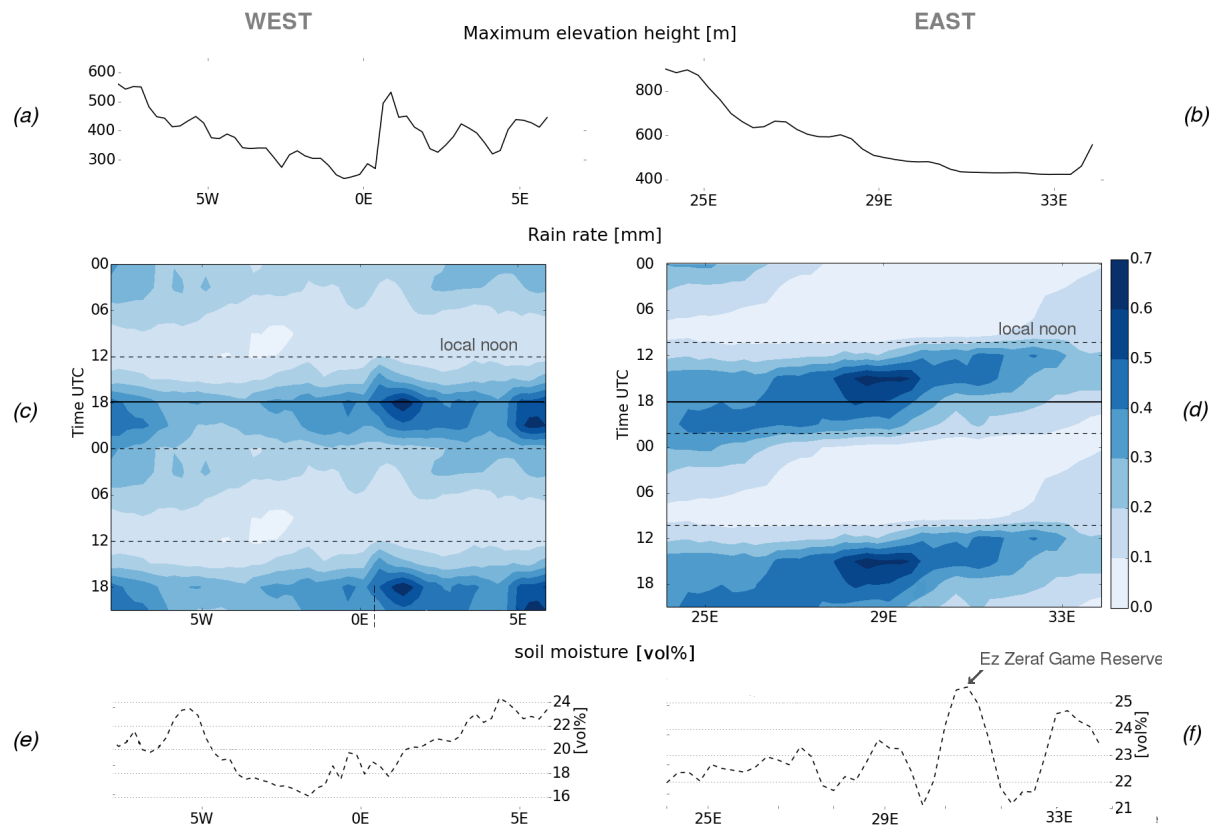 WEST
EAST
Maximum elevation height [m]
(a)
600
500
400
300
5W
0E
5E
800
600
400
25E
29E
33E
(b)
Rain rate [mm]
(c)
Time UTC
00
06
12
18
00
06
12
18
local noon
5W
0E
5E
Time UTC
00
06
12
18
00
06
12
18
local noon
25E
29E
33E
0.7
0.6
0.5
0.4
0.3
0.2
0.1
0.0
(d)
soil moisture [vol%]
Ez Zeraf Game Reserve
(e)
24
22
20
18
16
[vol%]
5W
0E
5E
25
24
23
22
21
[vol%]
25E
29E
33E
(f)